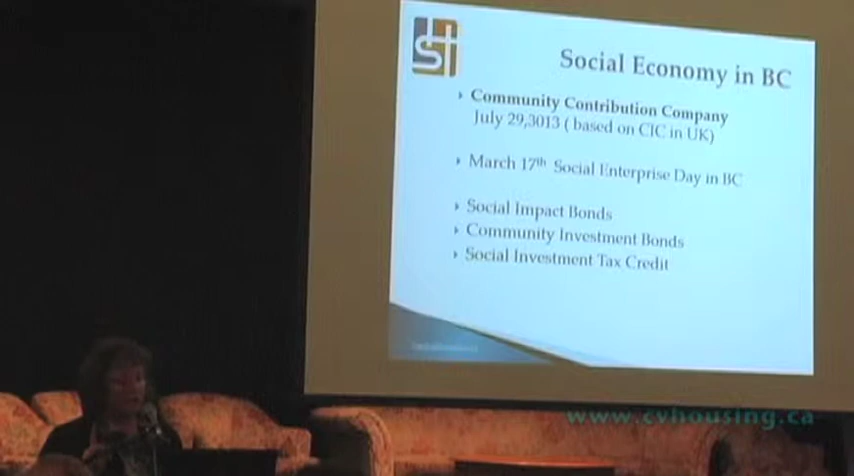 st
Social Economy in BC
Community Contribution Company
July 29,3013 ( based on CIC in UK)
March 17th Social Enterprise Day in BC
Social Impact Bonds
Community Investment Bonds
Social Investment Tax Credit
www.cvhousing.ca